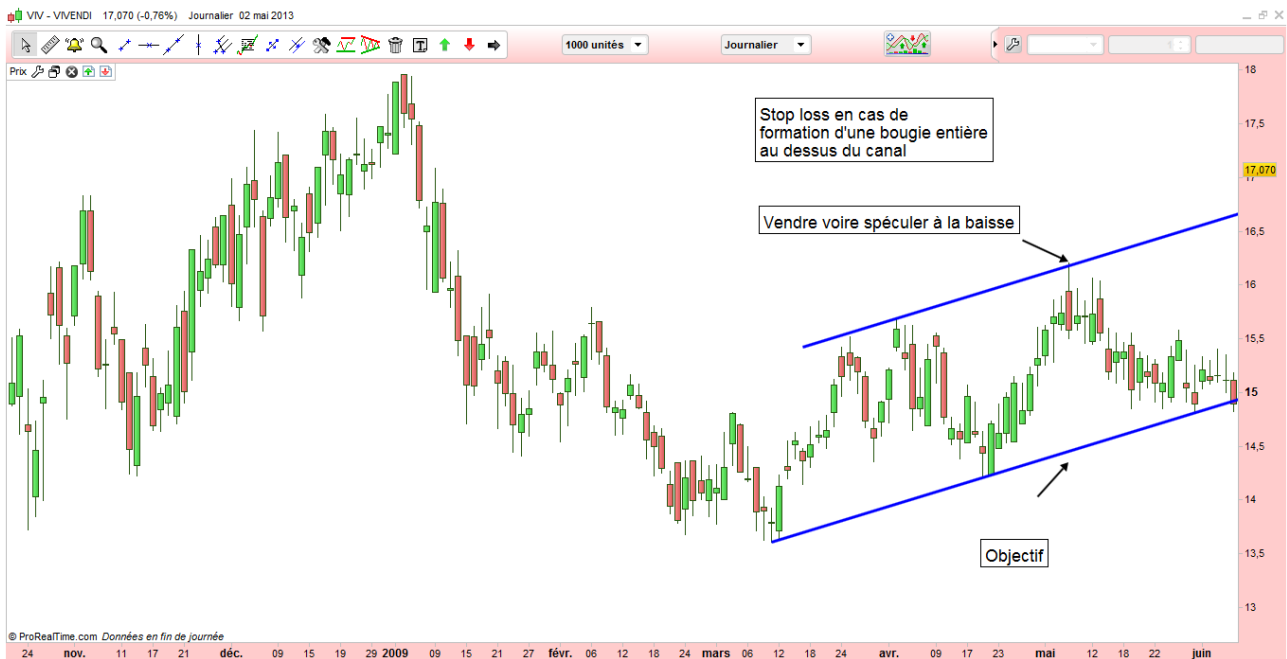 VIV - VIVENDI 17,070 (-0,76%) Journalier 02 mai 2013
1000 unités
Journalier
Prix
18
17,5
17,070
17
16,5
16
15,5
15
14,5
14
13,5
13
Stop loss en cas de
formation d'une bougie entière
au dessus du canal
Vendre voire spéculer à la baisse
Objectif
© ProRealTime.com Données en fin de journée
24 nov. 11 17 21 déc. 09 15 19 29 2009 09 15 21 27 févr. 06 12 18 24 mars 06 12 18 24 avr. 09 17 23 mai 12 18 22 juin